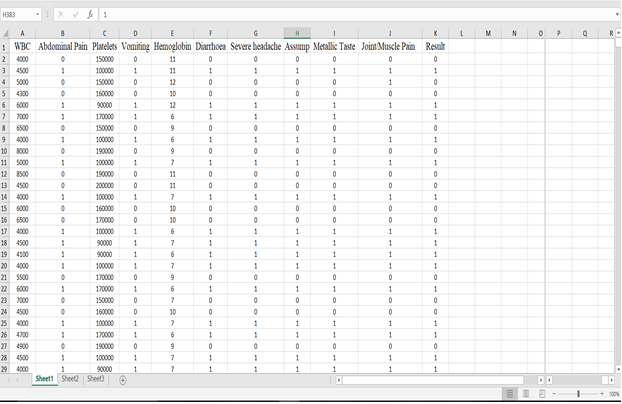 H383 fx 1
A B C D E F G H I J K L M N O P Q R
1 WBC Abdominal Pain Platelets Vomiting Hemoglobin Diarrhoea Severe headache Assump Metallic Taste Joint/Muscle Pain Result
2 4000 0 150000 0 11 0 0 0 0 0 0
3 4500 1 100000 1 11 1 1 1 1 1 1
4 5000 0 150000 0 12 0 0 0 0 1 0
5 4300 0 160000 0 10 0 0 0 0 0 0
6 6000 1 90000 1 12 1 1 1 1 1 1
7 7000 1 170000 1 6 1 1 1 1 1 1
8 6500 0 150000 0 9 0 0 0 0 0 0
9 4000 1 100000 1 6 1 1 1 1 1 1
10 8000 0 190000 0 9 0 0 0 0 0 0
11 5000 1 100000 1 7 1 1 1 1 1 1
12 8500 0 190000 0 11 0 0 0 0 0 0
13 4500 0 200000 0 11 0 0 0 0 0 0
14 4000 1 100000 1 7 1 1 1 1 1 1
15 6000 0 160000 0 10 0 0 0 0 0 0
16 6500 0 170000 0 10 0 0 0 0 0 0
17 4000 1 100000 1 6 1 1 1 1 1 1
18 4500 1 90000 1 7 1 1 1 1 1 1
19 4100 1 90000 1 6 1 1 1 1 1 1
20 4000 1 100000 1 7 1 1 1 1 1 1
21 5500 0 170000 0 9 0 0 0 0 0 0
22 6000 1 170000 1 6 1 1 1 1 1 1
23 7000 0 150000 0 7 0 0 0 0 0 0
24 4500 0 160000 0 10 0 0 0 0 0 0
25 4000 1 100000 1 7 1 1 1 1 1 1
26 4700 1 170000 1 6 1 1 1 1 1 1
27 4900 0 190000 0 9 0 0 0 0 0 0
28 4500 1 100000 1 7 1 1 1 1 1 1
29 4000 1 90000 1 7 1 1 1 1 1 1
Sheet1 Sheet2 Sheet3
100%